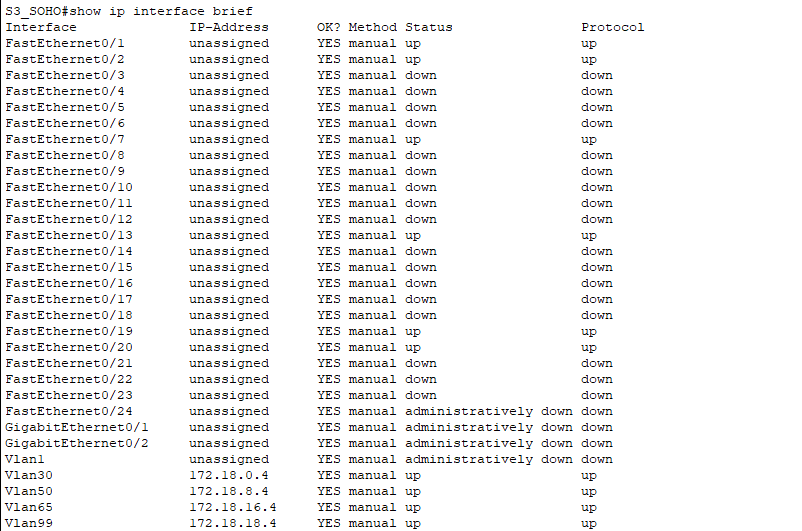 S3_SOHO#show ip interface brief
Interface              IP-Address      OK? Method Status                Protocol
FastEthernet0/1        unassigned      YES manual up                    up
FastEthernet0/2        unassigned      YES manual up                    up
FastEthernet0/3        unassigned      YES manual down                  down
FastEthernet0/4        unassigned      YES manual down                  down
FastEthernet0/5        unassigned      YES manual down                  down
FastEthernet0/6        unassigned      YES manual down                  down
FastEthernet0/7        unassigned      YES manual up                    up
FastEthernet0/8        unassigned      YES manual down                  down
FastEthernet0/9        unassigned      YES manual down                  down
FastEthernet0/10       unassigned      YES manual down                  down
FastEthernet0/11       unassigned      YES manual down                  down
FastEthernet0/12       unassigned      YES manual down                  down
FastEthernet0/13       unassigned      YES manual up                    up
FastEthernet0/14       unassigned      YES manual down                  down
FastEthernet0/15       unassigned      YES manual down                  down
FastEthernet0/16       unassigned      YES manual down                  down
FastEthernet0/17       unassigned      YES manual down                  down
FastEthernet0/18       unassigned      YES manual down                  down
FastEthernet0/19       unassigned      YES manual up                    up
FastEthernet0/20       unassigned      YES manual up                    up
FastEthernet0/21       unassigned      YES manual down                  down
FastEthernet0/22       unassigned      YES manual down                  down
FastEthernet0/23       unassigned      YES manual down                  down
FastEthernet0/24       unassigned      YES manual administratively down down
GigabitEthernet0/1     unassigned      YES manual administratively down down
GigabitEthernet0/2     unassigned      YES manual administratively down down
Vlan1                  unassigned      YES manual administratively down down
Vlan30                 172.18.0.4      YES manual up                    up
Vlan50                 172.18.8.4      YES manual up                    up
Vlan65                 172.18.16.4     YES manual up                    up
Vlan99                 172.18.18.4     YES manual up                    up